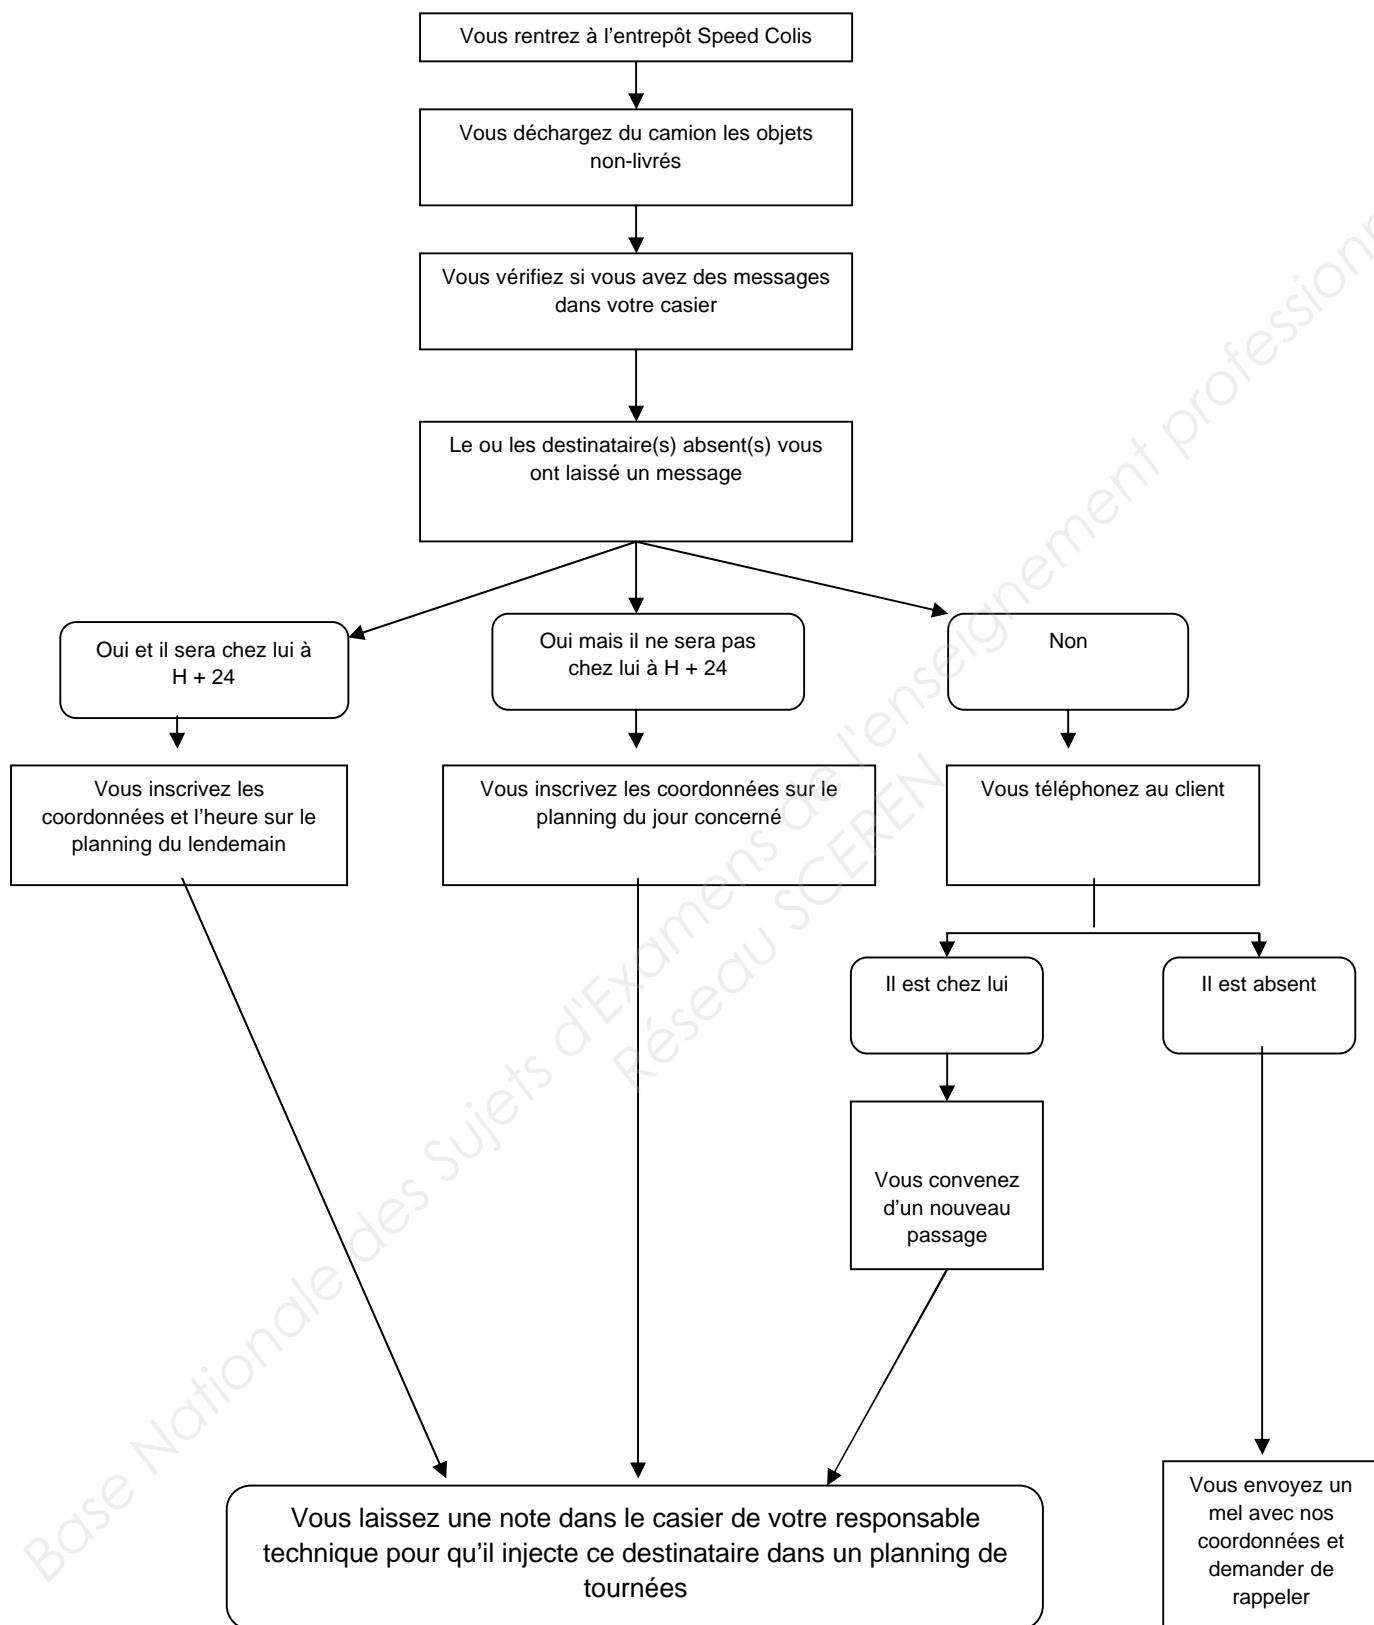 Vous rentrez à l'entrepôt Speed Colis
Vous déchargez du camion les objets
non-livrés
Vous vérifiez si vous avez des messages
dans votre casier
Le ou les destinataire(s) absent(s) vous
ont laissé un message
Oui et il sera chez lui à
H + 24
Oui mais il ne sera pas
chez lui à H + 24
Non
Vous inscrivez les
coordonnées et l'heure sur le
planning du lendemain
Vous inscrivez les coordonnées sur le
planning du jour concerné
Vous téléphonez au client
Il est chez lui
Il est absent
Vous convenez
d'un nouveau
passage
Vous laissez une note dans le casier de votre responsable
technique pour qu'il injecte ce destinataire dans un planning de
tournées
Vous envoyez un
mel avec nos
coordonnées et
demander de
rappeler
Base Nationale des Sujets d'Examens de l'enseignement
Réseau SCEREN